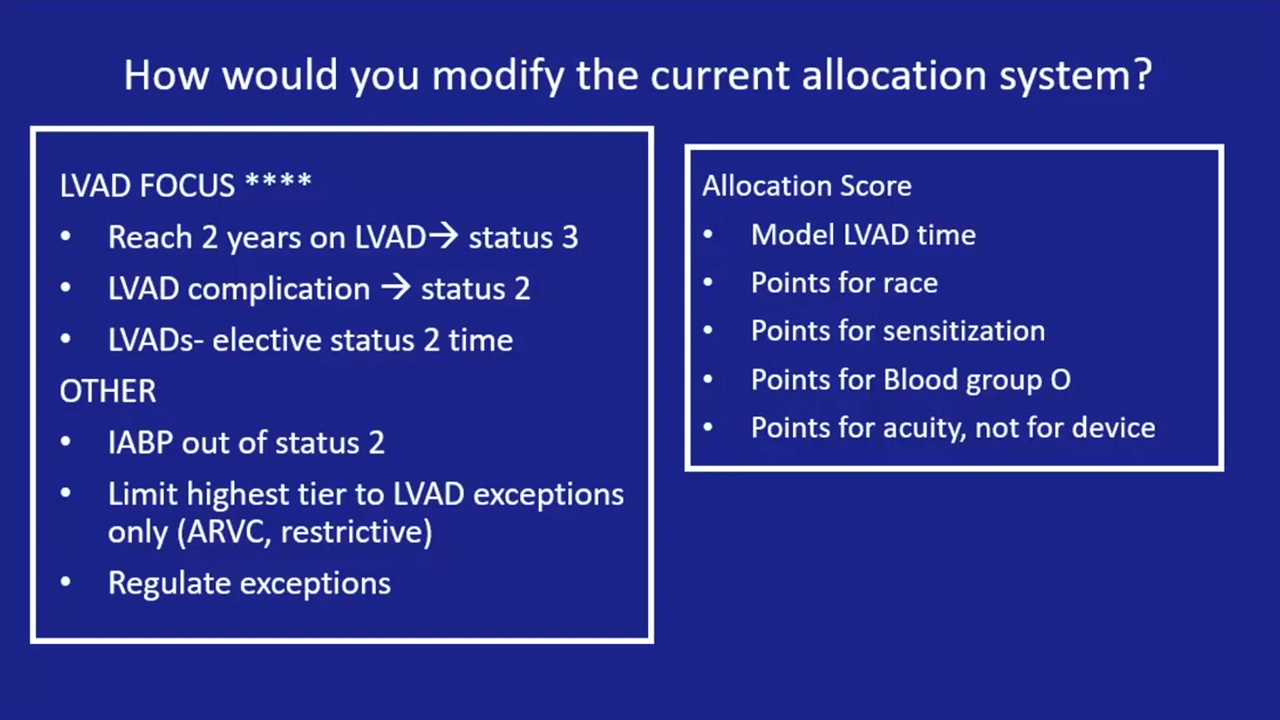 How would you modify the current allocation system?
LVAD FOCUS ****
• Reach 2 years on LVAD→ status 3
• LVAD complication → status 2
• LVADs- elective status 2 time
OTHER
• IABP out of status 2
• Limit highest tier to LVAD exceptions
only (ARVC, restrictive)
• Regulate exceptions
Allocation Score
• Model LVAD time
• Points for race
• Points for sensitization
• Points for Blood group O
• Points for acuity, not for device